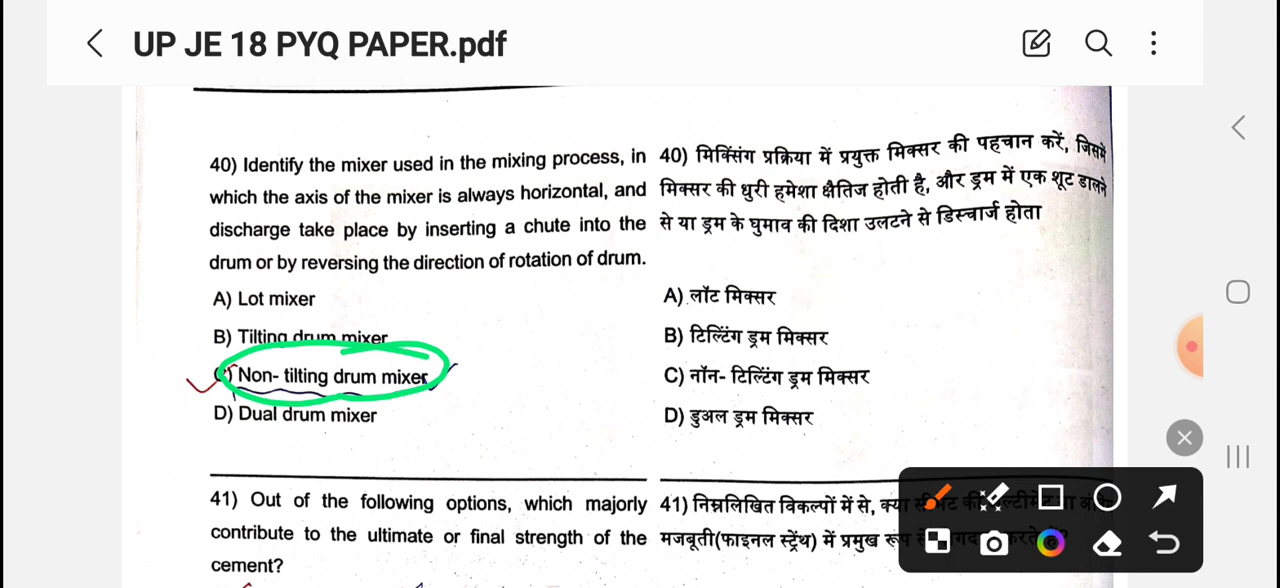 UP JE 18 PYQ PAPER.pdf
40) Identify the mixer used in the mixing process, in
which the axis of the mixer is always horizontal, and
discharge take place by inserting a chute into the
drum or by reversing the direction of rotation of drum.
A) Lot mixer
B) Tilting drum mixer
C) Non- tilting drum mixer
D) Dual drum mixer
40) मिक्सिंग प्रक्रिया में प्रयुक्त मिक्सर की पहचान करें, जिसमें
मिक्सर की धुरी हमेशा क्षैतिज होती है, और ड्रम में एक शूट डालने
से या ड्रम के घुमाव की दिशा उलटने से डिस्चार्ज होता
A) लॉट मिक्सर
B) टिल्टिंग ड्रम मिक्सर
C) नॉन- टिल्टिंग ड्रम मिक्सर
D) डुअल ड्रम मिक्सर
41) Out of the following options, which majorly
contribute to the ultimate or final strength of the
cement?
41) निम्नलिखित विकल्पों में से, क्या
मजबूती(फाइनल स्ट्रेंथ) में प्रमुख